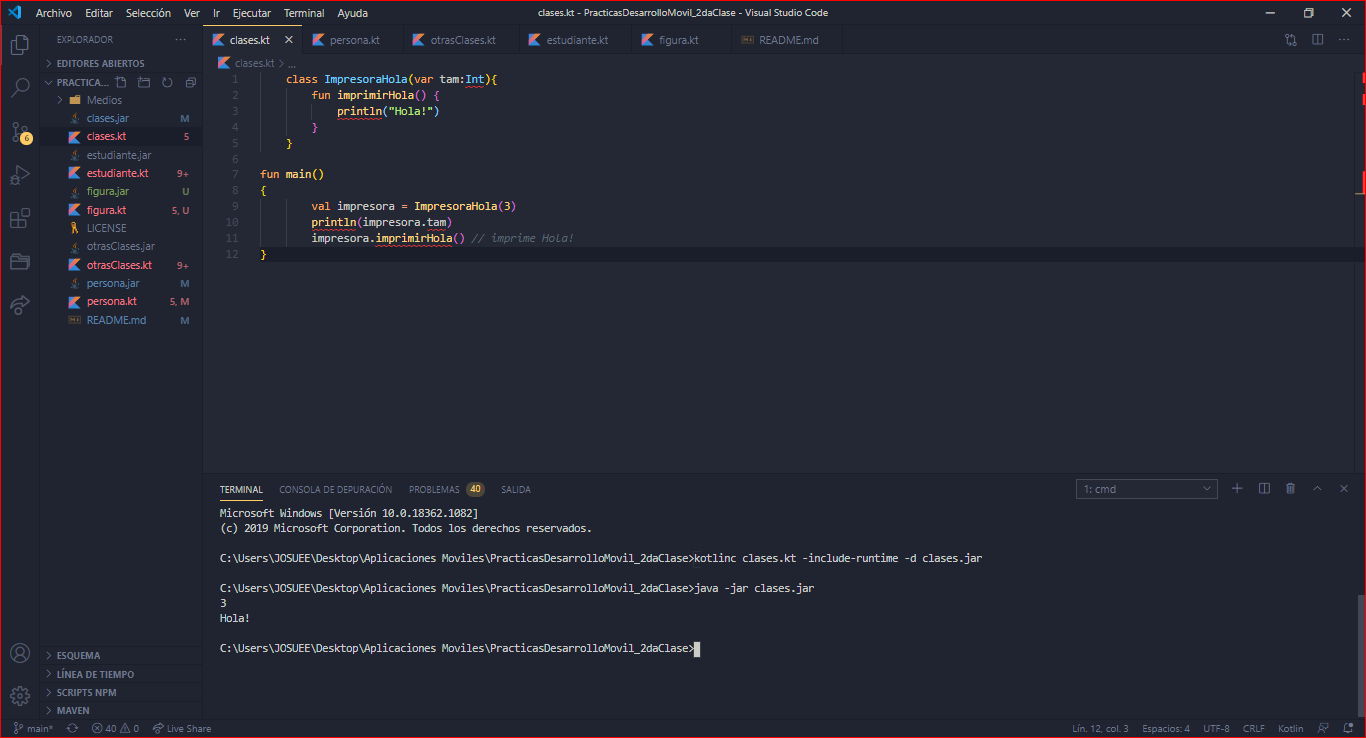 Archivo Editar Selección Ver Ir Ejecutar Terminal Ayuda
clases.kt - PracticasDesarrolloMovil_2daClase - Visual Studio Code
EXPLORADOR
EDITORES ABIERTOS
PRACTICA...
Medios
clases.jar M
clases.kt 5
estudiante.jar
estudiante.kt 9+
figura.jar U
figura.kt 5, U
LICENSE
otrasClases.jar
otrasClases.kt 9+
persona.jar M
persona.kt 5, M
README.md M
6
ESQUEMA
LÍNEA DE TIEMPO
SCRIPTS NPM
MAVEN
clases.kt persona.kt otrasClases.kt estudiante.kt figura.kt README.md
clases.kt > ...
1 class ImpresoraHola(var tam:Int){
2 fun imprimirHola() {
3 println("Hola!")
4 }
5 }
6
7 fun main()
8 {
9 val impresora = ImpresoraHola(3)
10 println(impresora.tam)
11 impresora.imprimirHola() // imprime Hola!
12 }
TERMINAL CONSOLA DE DEPURACIÓN PROBLEMAS 40 SALIDA
1: cmd
Microsoft Windows [Versión 10.0.18362.1082]
(c) 2019 Microsoft Corporation. Todos los derechos reservados.
C:\Users\JOSUEE\Desktop\Aplicaciones Moviles\PracticasDesarrolloMovil_2daClase>kotlinc clases.kt -include-runtime -d clases.jar
C:\Users\JOSUEE\Desktop\Aplicaciones Moviles\PracticasDesarrolloMovil_2daClase>java -jar clases.jar
3
Hola!
C:\Users\JOSUEE\Desktop\Aplicaciones Moviles\PracticasDesarrolloMovil_2daClase>
main* 40 0 Live Share
Lín. 12, col. 3 Espacios: 4 UTF-8 CRLF Kotlin